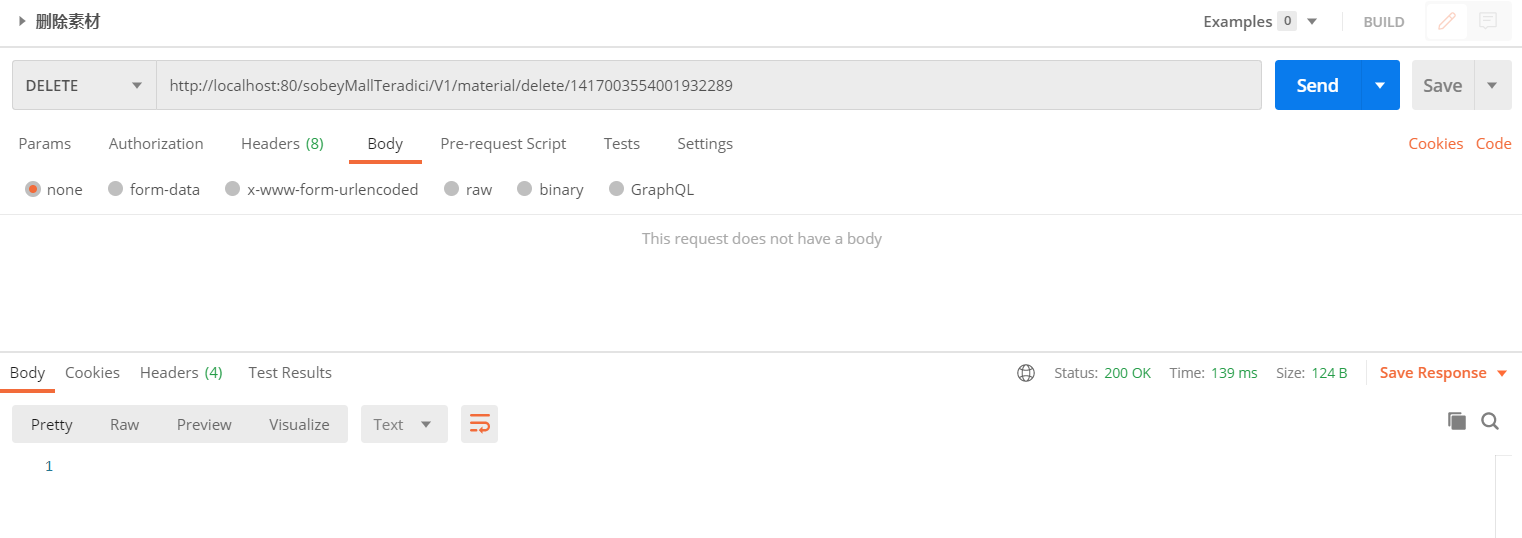 删除素材 Examples 0 BUILD
DELETE http://localhost:80/sobeyMallTeradici/V1/material/delete/1417003554001932289 Send Save
Params Authorization Headers (8) Body Pre-request Script Tests Settings Cookies Code
none form-data x-www-form-urlencoded raw binary GraphQL
This request does not have a body
Body Cookies Headers (4) Test Results Status: 200 OK Time: 139 ms Size: 124 B Save Response
Pretty Raw Preview Visualize Text
1